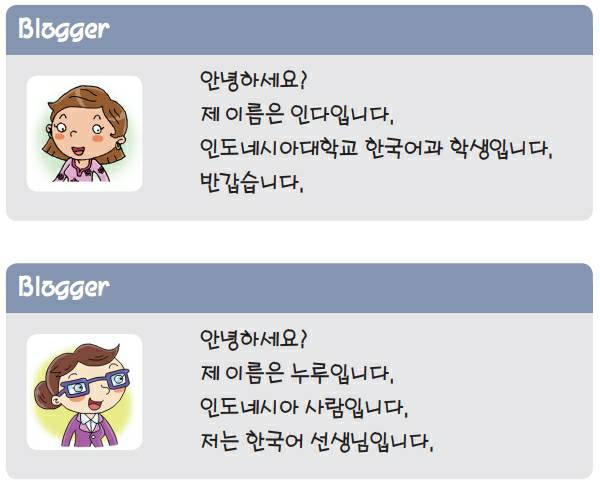 Blogger
안녕하세요?
제 이름은 인다입니다.
인도네시아대학교 한국어과 학생입니다.
반갑습니다.
Blogger
안녕하세요?
제 이름은 누루입니다.
인도네시아 사람입니다.
저는 한국어 선생님입니다.